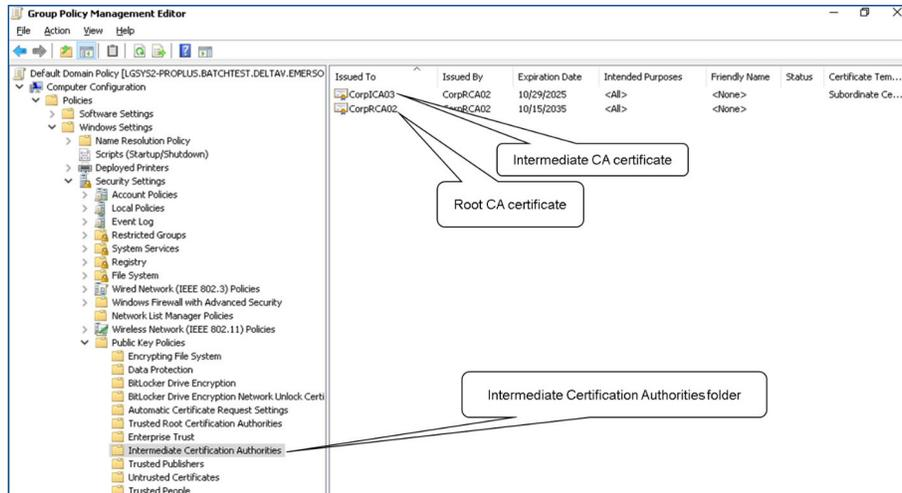 Group Policy Management Editor
File Action View Help
Default Domain Policy [LGSYS2-PROPLUS.BATCHTEST.DELTAV.EMERSO
Computer Configuration
Policies
Software Settings
Windows Settings
Name Resolution Policy
Scripts (Startup/Shutdown)
Deployed Printers
Security Settings
Account Policies
Local Policies
Event Log
Restricted Groups
System Services
Registry
File System
Wired Network (IEEE 802.3) Policies
Windows Firewall with Advanced Security
Network List Manager Policies
Wireless Network (IEEE 802.11) Policies
Public Key Policies
Encrypting File System
Data Protection
BitLocker Drive Encryption
BitLocker Drive Encryption Network Unlock Certi
Automatic Certificate Request Settings
Trusted Root Certification Authorities
Enterprise Trust
Intermediate Certification Authorities
Trusted Publishers
Untrusted Certificates
Trusted People
Issued To Issued By Expiration Date Intended Purposes Friendly Name Status Certificate Tem...
CorpICA03 CorpRCA02 10/29/2025 <All> <None> Subordinate Ce...
CorpRCA02 CorpRCA02 10/15/2035 <All> <None>
Intermediate CA certificate
Root CA certificate
Intermediate Certification Authorities folder